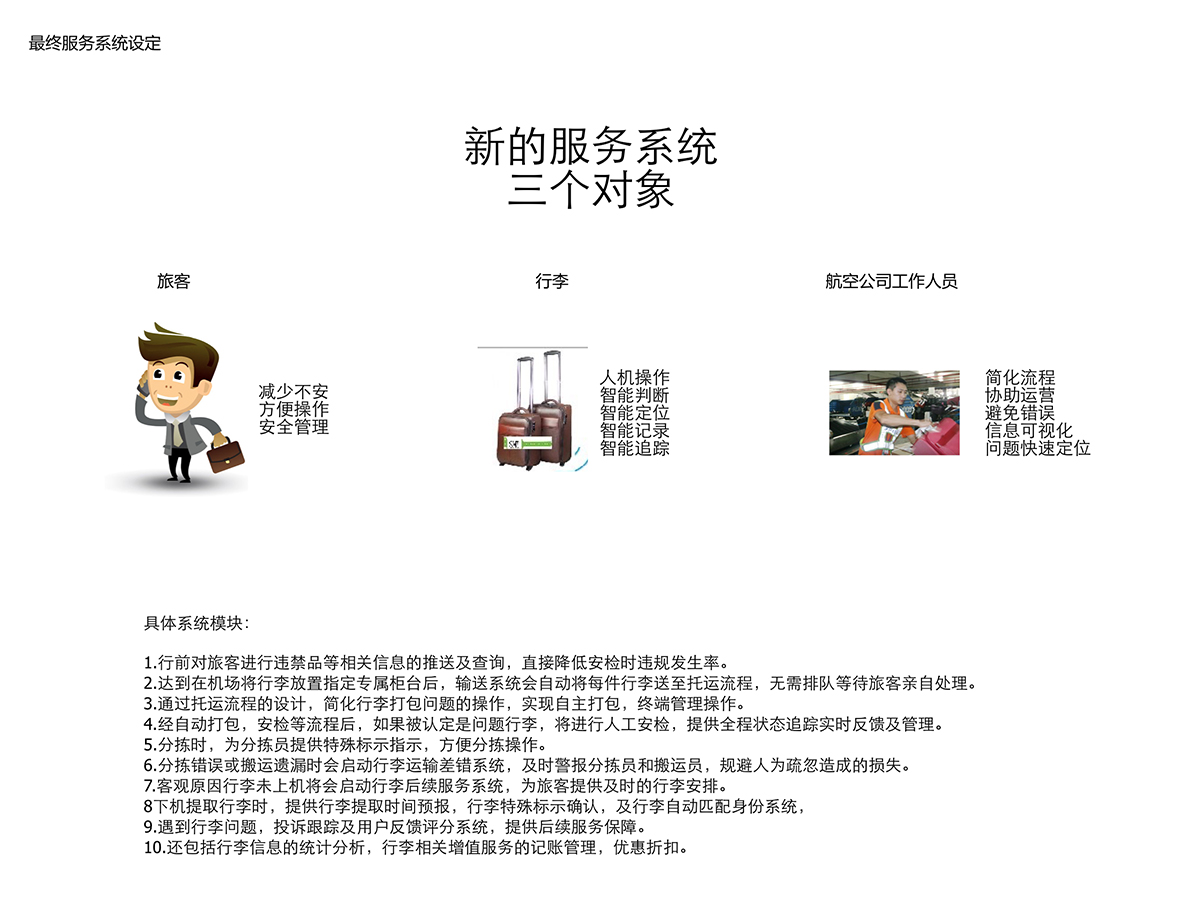 最终服务系统设定
新的服务系统
三个对象
旅客
行李
航空公司工作人员
减少不安
方便操作
安全管理
人机操作
智能判断
智能定位
智能记录
智能追踪
简化流程
协助运营
避免错误
信息可视化
问题快速定位
具体系统模块：
1.行前对旅客进行违禁品等相关信息的推送及查询，直接降低安检时违规发生率。
2.达到在机场将行李放置指定专属柜台后，输送系统会自动将每件行李送至托运流程，无需排队等待旅客亲自处理。
3.通过托运流程的设计，简化行李打包问题的操作，实现自主打包，终端管理操作。
4.经自动打包，安检等流程后，如果被认定是问题行李，将进行人工安检，提供全程状态追踪实时反馈及管理。
5.分拣时，为分拣员提供特殊标示指示，方便分拣操作。
6.分拣错误或搬运遗漏时会启动行李运输差错系统，及时警报分拣员和搬运员，规避人为疏忽造成的损失。
7.客观原因行李未上机将会启动行李后续服务系统，为旅客提供及时的行李安排。
8下机提取行李时，提供行李提取时间预报，行李特殊标示确认，及行李自动匹配身份系统，
9.遇到行李问题，投诉跟踪及用户反馈评分系统，提供后续服务保障。
10.还包括行李信息的统计分析，行李相关增值服务的记账管理，优惠折扣。